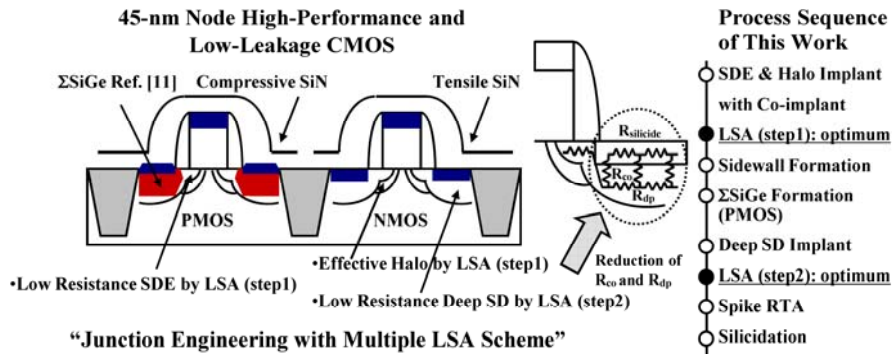 45-nm Node High-Performance and
Low-Leakage CMOS
ΣSiGe Ref. [11]
Compressive SiN
Tensile SiN
PMOS
NMOS
•Low Resistance SDE by LSA (step1)
•Effective Halo by LSA (step1)
•Low Resistance Deep SD by LSA (step2)
"Junction Engineering with Multiple LSA Scheme"
Rsilicide
Rco
Rdp
Reduction of
Rco and Rdp
Process Sequence
of This Work
SDE & Halo Implant
with Co-implant
LSA (step1): optimum
Sidewall Formation
ΣSiGe Formation
(PMOS)
Deep SD Implant
LSA (step2): optimum
Spike RTA
Silicidation